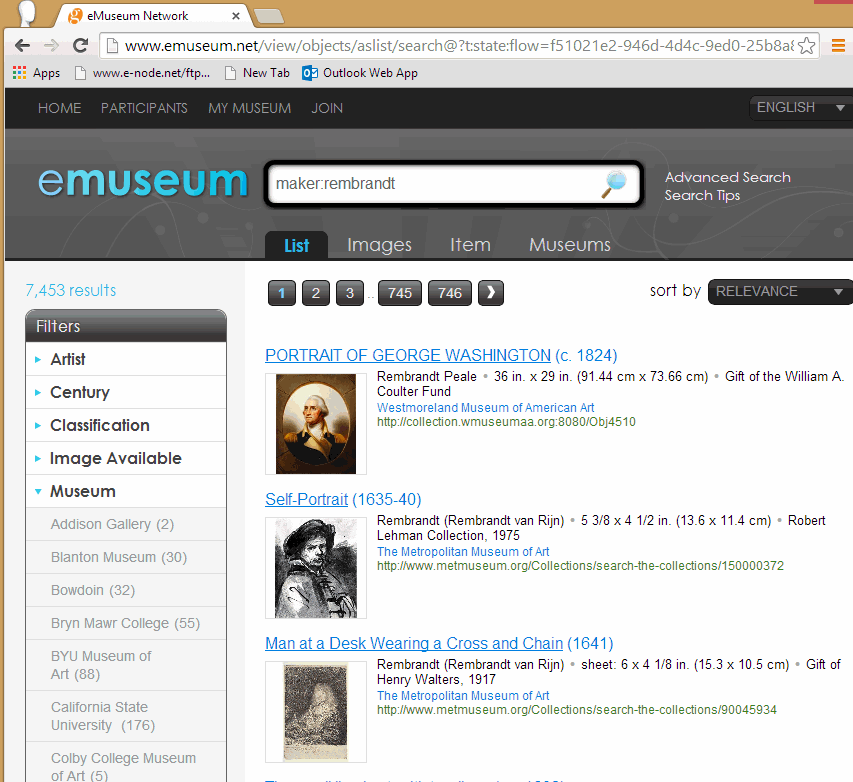 eMuseum Network
www.emuseum.net/view/objects/aslist/search@?t:state:flow=f51021e2-946d-4d4c-9ed0-25b8a8
Apps www.e-node.net/ftp... New Tab Outlook Web App
HOME PARTICIPANTS MY MUSEUM JOIN ENGLISH
emuseum
maker:rembrandt
Advanced Search
Search Tips
List Images Item Museums
7,453 results
1 2 3 .. 745 746 ❯
sort by RELEVANCE
Filters
Artist
Century
Classification
Image Available
Museum
Addison Gallery (2)
Blanton Museum (30)
Bowdoin (32)
Bryn Mawr College (55)
BYU Museum of
Art (88)
California State
University (176)
Colby College Museum
of Art (5)
PORTRAIT OF GEORGE WASHINGTON (c. 1824)
Rembrandt Peale • 36 in. x 29 in. (91.44 cm x 73.66 cm) • Gift of the William A.
Coulter Fund
Westmoreland Museum of American Art
http://collection.wmuseumaa.org:8080/Obj4510
Self-Portrait (1635-40)
Rembrandt (Rembrandt van Rijn) • 5 3/8 x 4 1/2 in. (13.6 x 11.4 cm) • Robert
Lehman Collection, 1975
The Metropolitan Museum of Art
http://www.metmuseum.org/Collections/search-the-collections/150000372
Man at a Desk Wearing a Cross and Chain (1641)
Rembrandt (Rembrandt van Rijn) • sheet: 6 x 4 1/8 in. (15.3 x 10.5 cm) • Gift of
Henry Walters, 1917
The Metropolitan Museum of Art
http://www.metmuseum.org/Collections/search-the-collections/90045934